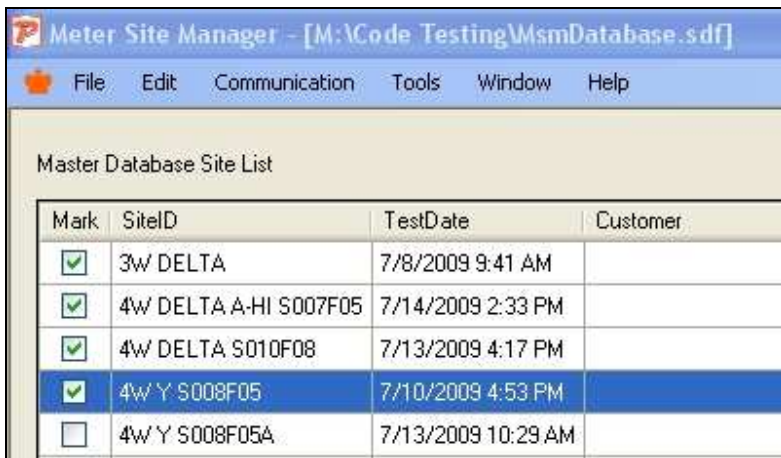 Meter Site Manager - [M:\Code Testing\MsmDatabase.sdf]
File Edit Communication Tools Window Help
Master Database Site List
Mark SiteID TestDate Customer
3W DELTA 7/8/2009 9:41 AM
4W DELTA A-HI S007F05 7/14/2009 2:33 PM
4W DELTA S010F08 7/13/2009 4:17 PM
4W Y S008F05 7/10/2009 4:53 PM
4W Y S008F05A 7/13/2009 10:29 AM